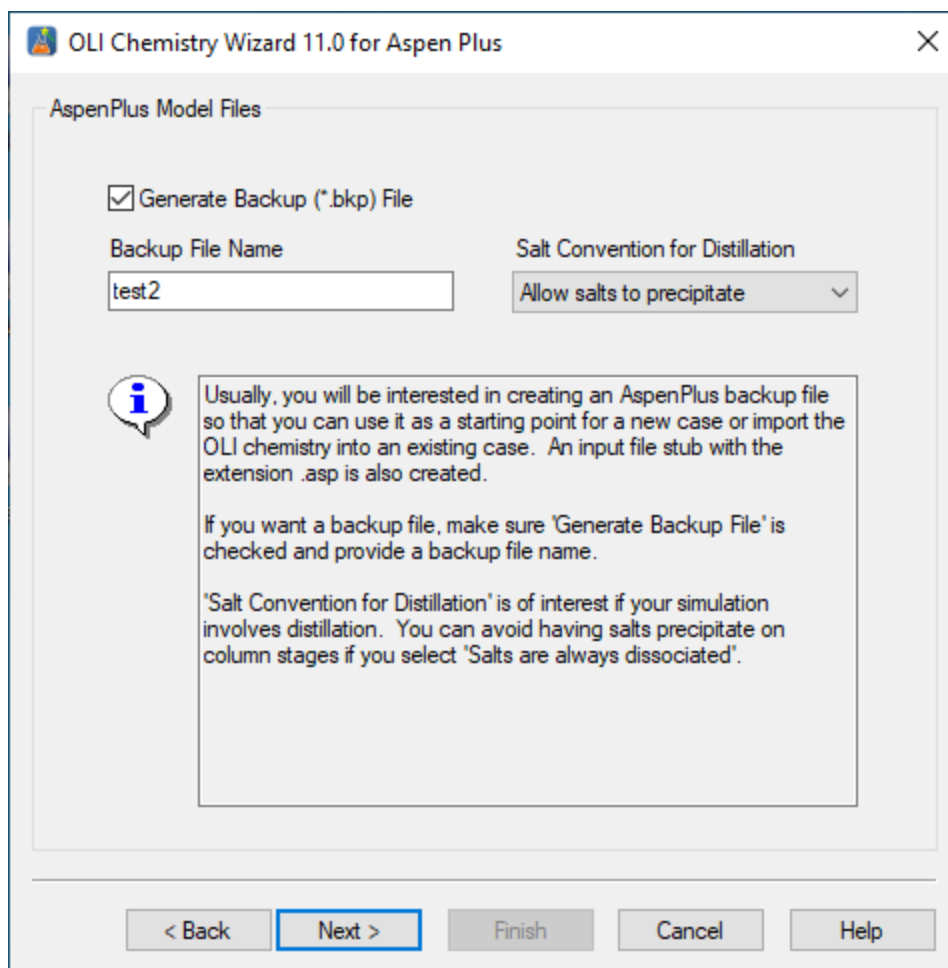 OLI Chemistry Wizard 11.0 for Aspen Plus
AspenPlus Model Files
Generate Backup (*.bkp) File
Backup File Name
Salt Convention for Distillation
test2
Allow salts to precipitate
Usually, you will be interested in creating an AspenPlus backup file
so that you can use it as a starting point for a new case or import the
OLI chemistry into an existing case.  An input file stub with the
extension .asp is also created.
If you want a backup file, make sure 'Generate Backup File' is
checked and provide a backup file name.
'Salt Convention for Distillation' is of interest if your simulation
involves distillation.  You can avoid having salts precipitate on
column stages if you select 'Salts are always dissociated'.
< Back
Next >
Finish
Cancel
Help